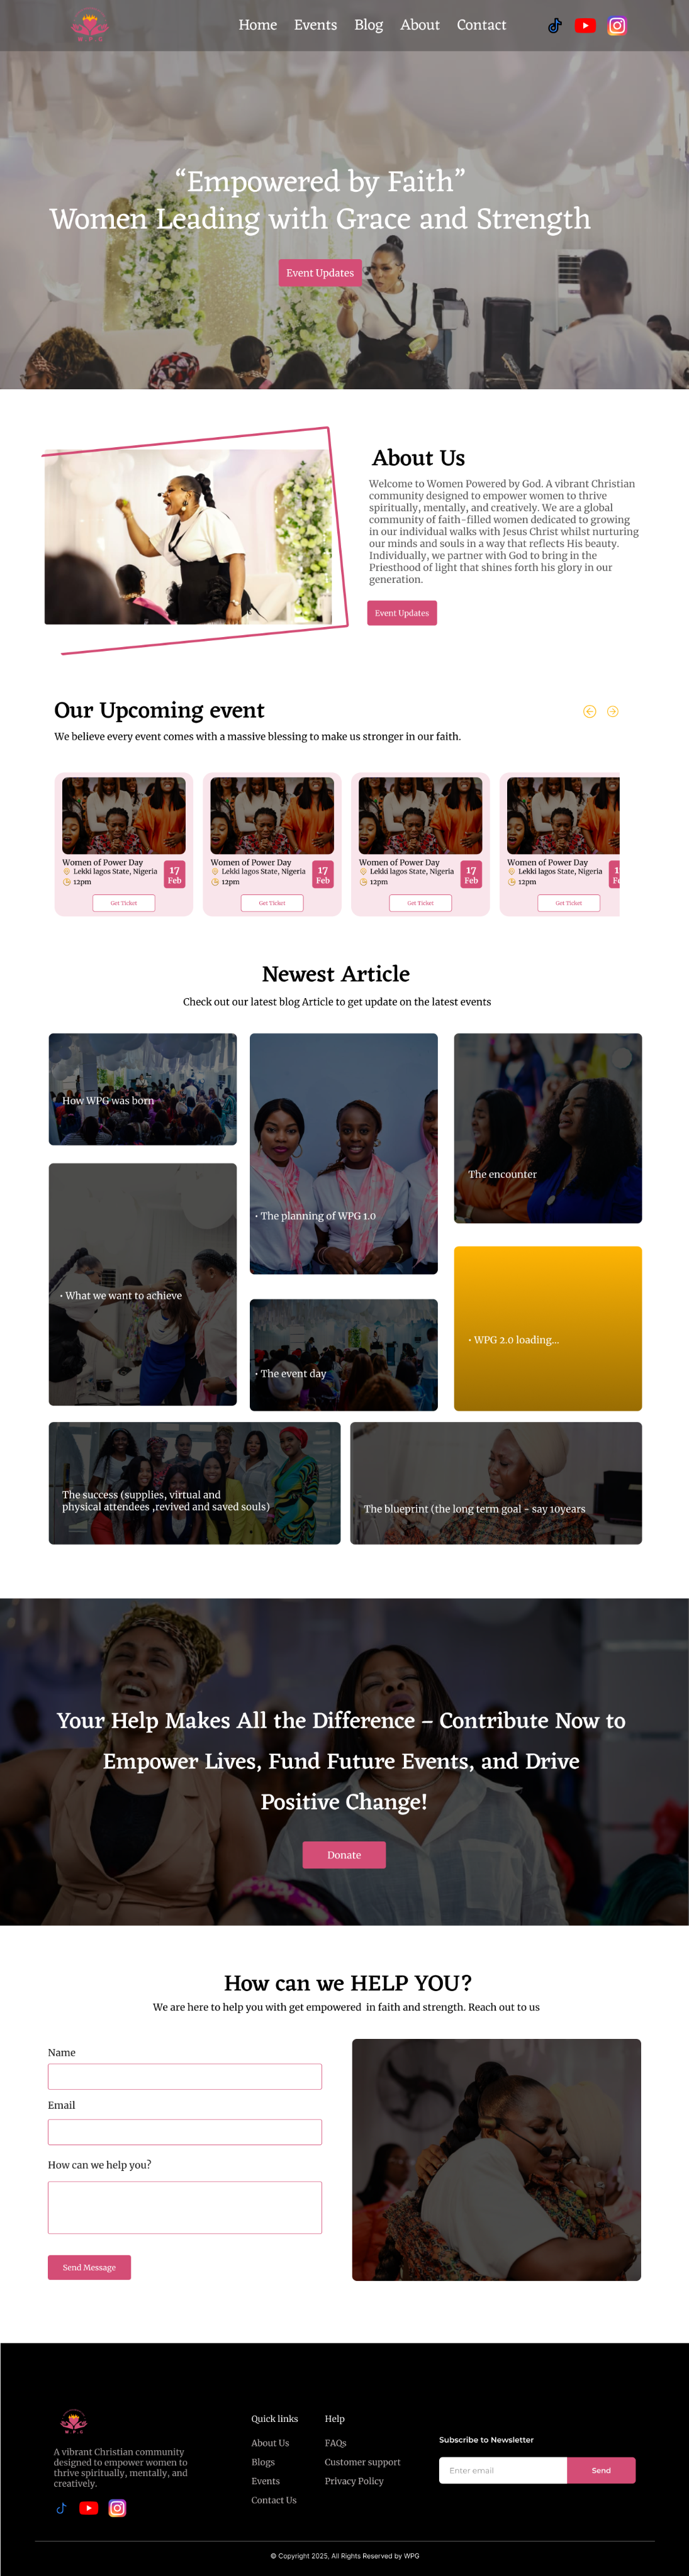 W P G
Home Events Blog About Contact
“Empowered by Faith”
Women Leading with Grace and Strength
Event Updates
About Us
Welcome to Women Powered by God. A vibrant Christian
community designed to empower women to thrive
spiritually, mentally, and creatively. We are a global
community of faith-filled women dedicated to growing
in our individual walks with Jesus Christ whilst nurturing
our minds and souls in a way that reflects His beauty.
Individually, we partner with God to bring in the
Priesthood of light that shines forth his glory in our
generation.
Event Updates
Our Upcoming event
We believe every event comes with a massive blessing to make us stronger in our faith.
Women of Power Day
Lekki lagos State, Nigeria
12pm
17
Feb
Get Ticket
Women of Power Day
Lekki lagos State, Nigeria
12pm
17
Feb
Get Ticket
Women of Power Day
Lekki lagos State, Nigeria
12pm
17
Feb
Get Ticket
Women of Power Day
Lekki lagos State, Nigeria
12pm
1
F
Get Ticket
Newest Article
Check out our latest blog Article to get update on the latest events
How WPG was born
• The planning of WPG 1.0
The encounter
• What we want to achieve
• The event day
• WPG 2.0 loading...
The success (supplies, virtual and
physical attendees ,revived and saved souls)
The blueprint (the long term goal - say 10years
Your Help Makes All the Difference – Contribute Now to
Empower Lives, Fund Future Events, and Drive
Positive Change!
Donate
How can we HELP YOU?
We are here to help you with get empowered in faith and strength. Reach out to us
Name
Email
How can we help you?
Send Message
W P G
A vibrant Christian community
designed to empower women to
thrive spiritually, mentally, and
creatively.
Quick links
About Us
Blogs
Events
Contact Us
Help
FAQs
Customer support
Privacy Policy
Subscribe to Newsletter
Enter email
Send
© Copyright 2025, All Rights Reserved by WPG